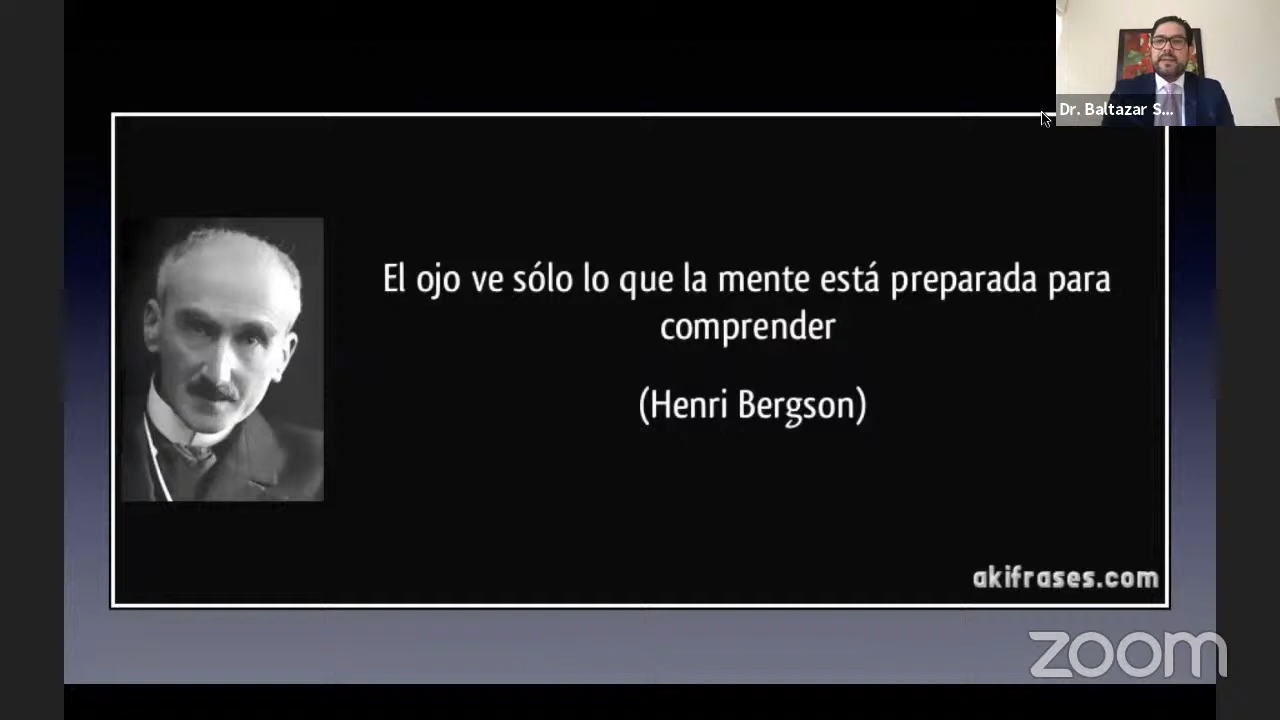 Dr. Baltazar S...
El ojo ve sólo lo que la mente está preparada para
comprender
(Henri Bergson)
akifrases.com
zoom